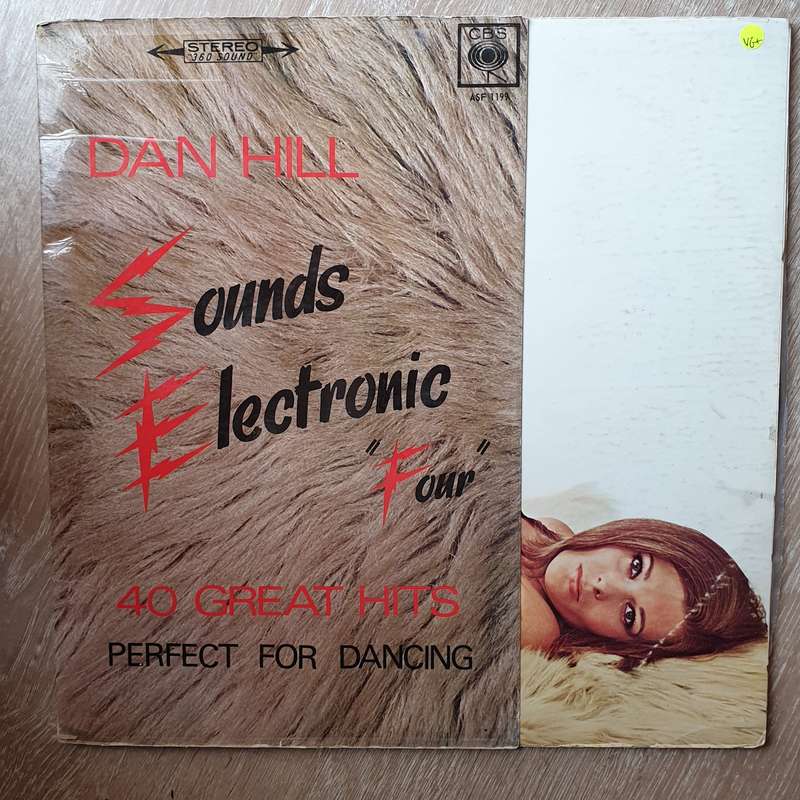 STEREO
"360 SOUND"
CBS
ASF 1199
VG+
DAN HILL
Sounds
Electronic
"Four"
40 GREAT HITS
PERFECT FOR DANCING